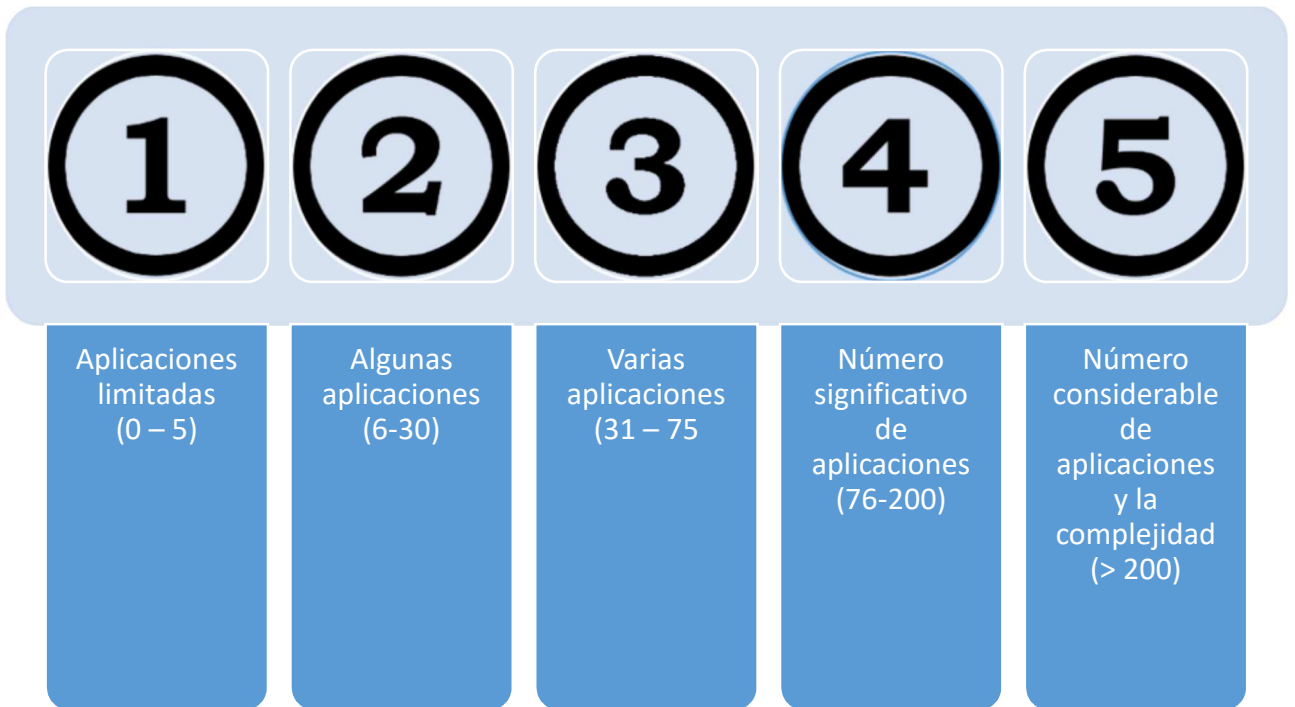 1
2
3
4
5
Aplicaciones
limitadas
(0 – 5)
Algunas
aplicaciones
(6-30)
Varias
aplicaciones
(31 – 75
Número
significativo
de
aplicaciones
(76-200)
Número
considerable
de
aplicaciones
y la
complejidad
(> 200)